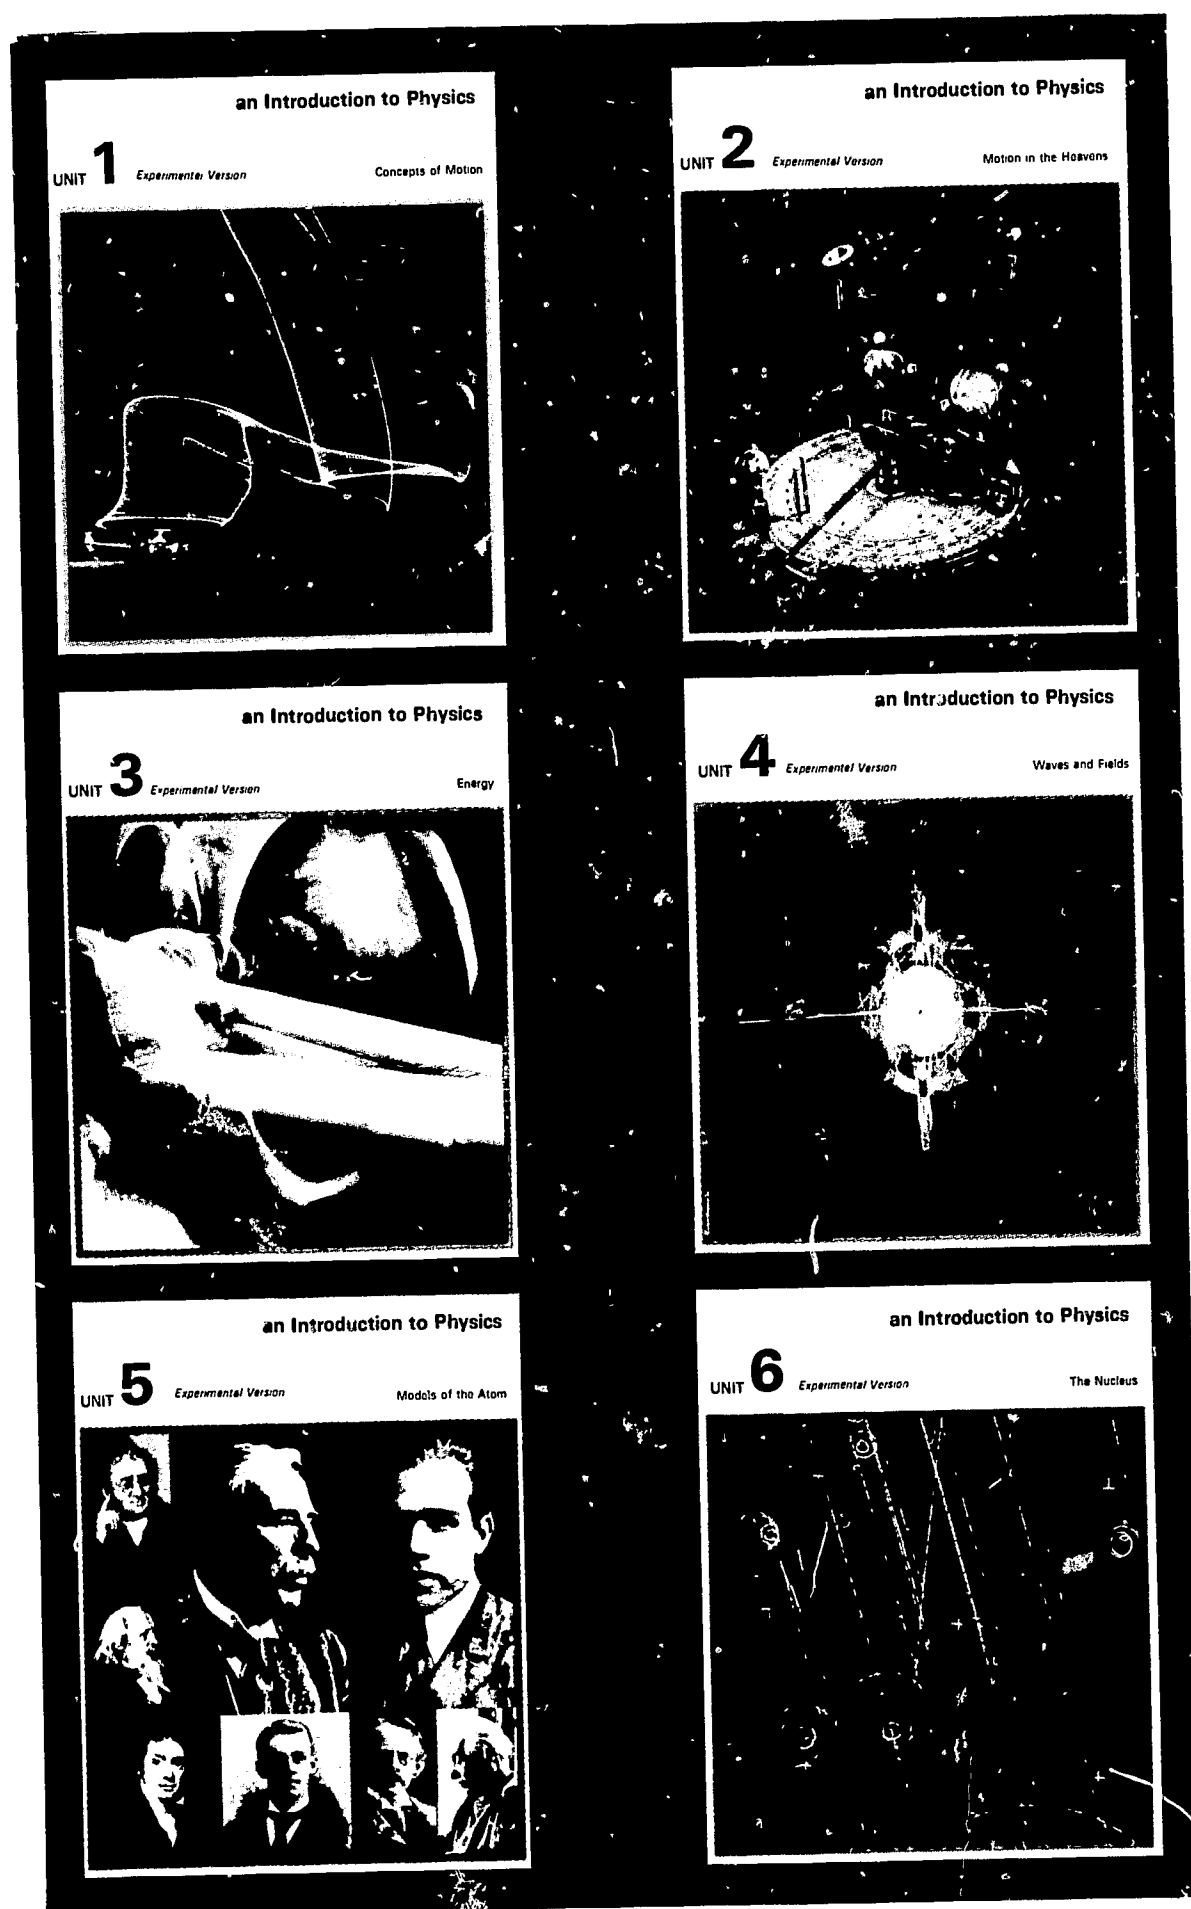 an Introduction to Physics
UNIT 1 Experimental Version Concepts of Motion
an Introduction to Physics
UNIT 2 Experimental Version Motion in the Heavens
an Introduction to Physics
UNIT 3 Experimental Version Energy
an Introduction to Physics
UNIT 4 Experimental Version Waves and Fields
an Introduction to Physics
UNIT 5 Experimental Version Models of the Atom
an Introduction to Physics
UNIT 6 Experimental Version The Nucleus